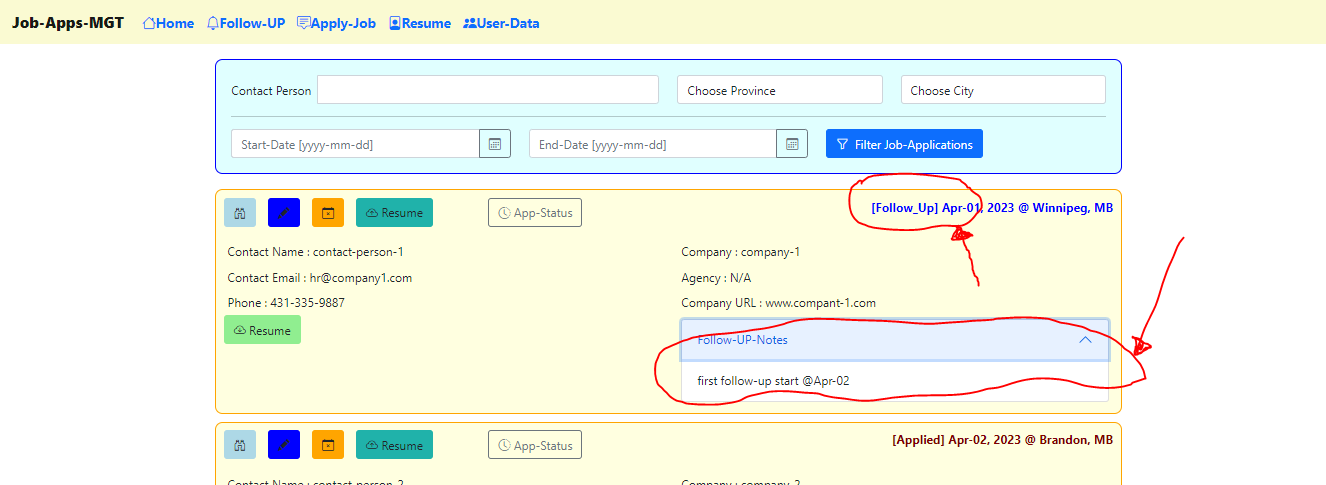 Job-Apps-MGT Home Follow-UP Apply-Job Resume User-Data
Contact Person Choose Province Choose City
Start-Date [yyyy-mm-dd] End-Date [yyyy-mm-dd] Filter Job-Applications
Resume App-Status [Follow_Up] Apr-01, 2023 @ Winnipeg, MB
Contact Name : contact-person-1 Company : company-1
Contact Email : hr@company1.com Agency : N/A
Phone : 431-335-9887 Company URL : www.compant-1.com
Resume Follow-UP-Notes
first follow-up start @Apr-02
Resume App-Status [Applied] Apr-02, 2023 @ Brandon, MB
Contact Name : contact-person-2 Company : company-2